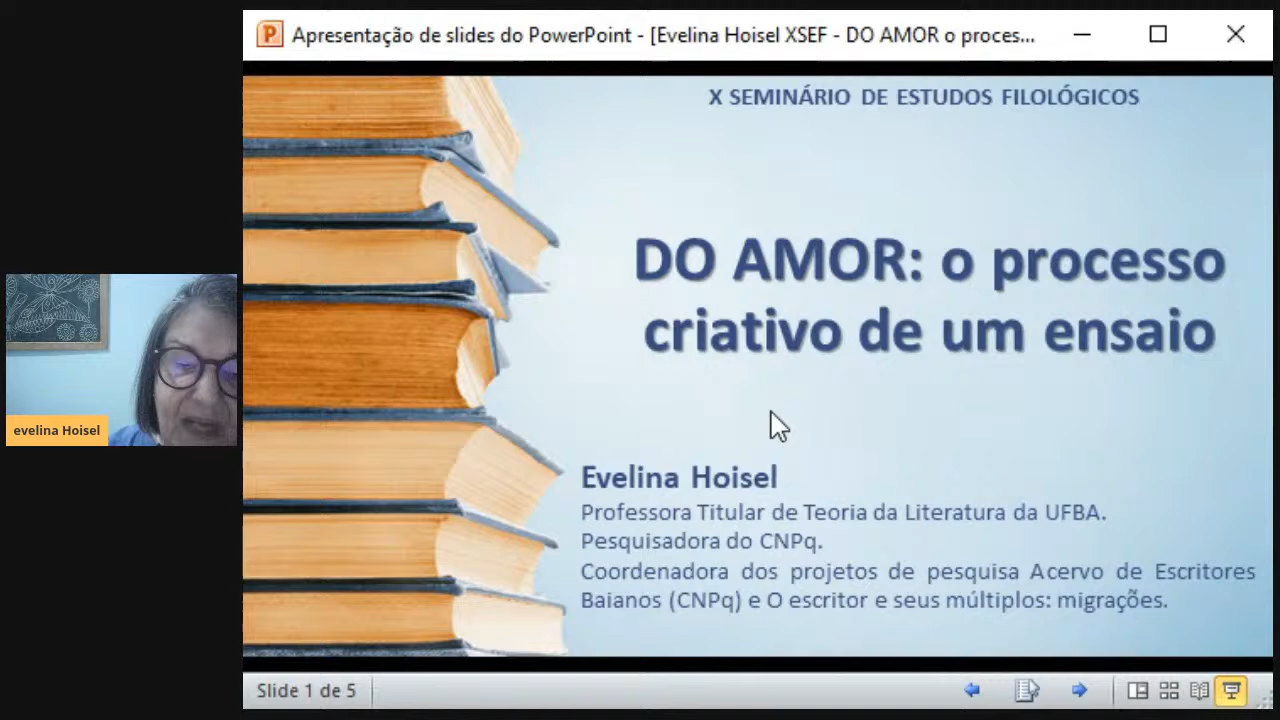 Apresentação de slides do PowerPoint - [Evelina Hoisel XSEF - DO AMOR o proces...
X SEMINÁRIO DE ESTUDOS FILOLÓGICOS
DO AMOR: o processo
criativo de um ensaio
evelina Hoisel
Evelina Hoisel
Professora Titular de Teoria da Literatura da UFBA.
Pesquisadora do CNPq.
Coordenadora dos projetos de pesquisa Acervo de Escritores
Baianos (CNPq) e O escritor e seus múltiplos: migrações.
Slide 1 de 5